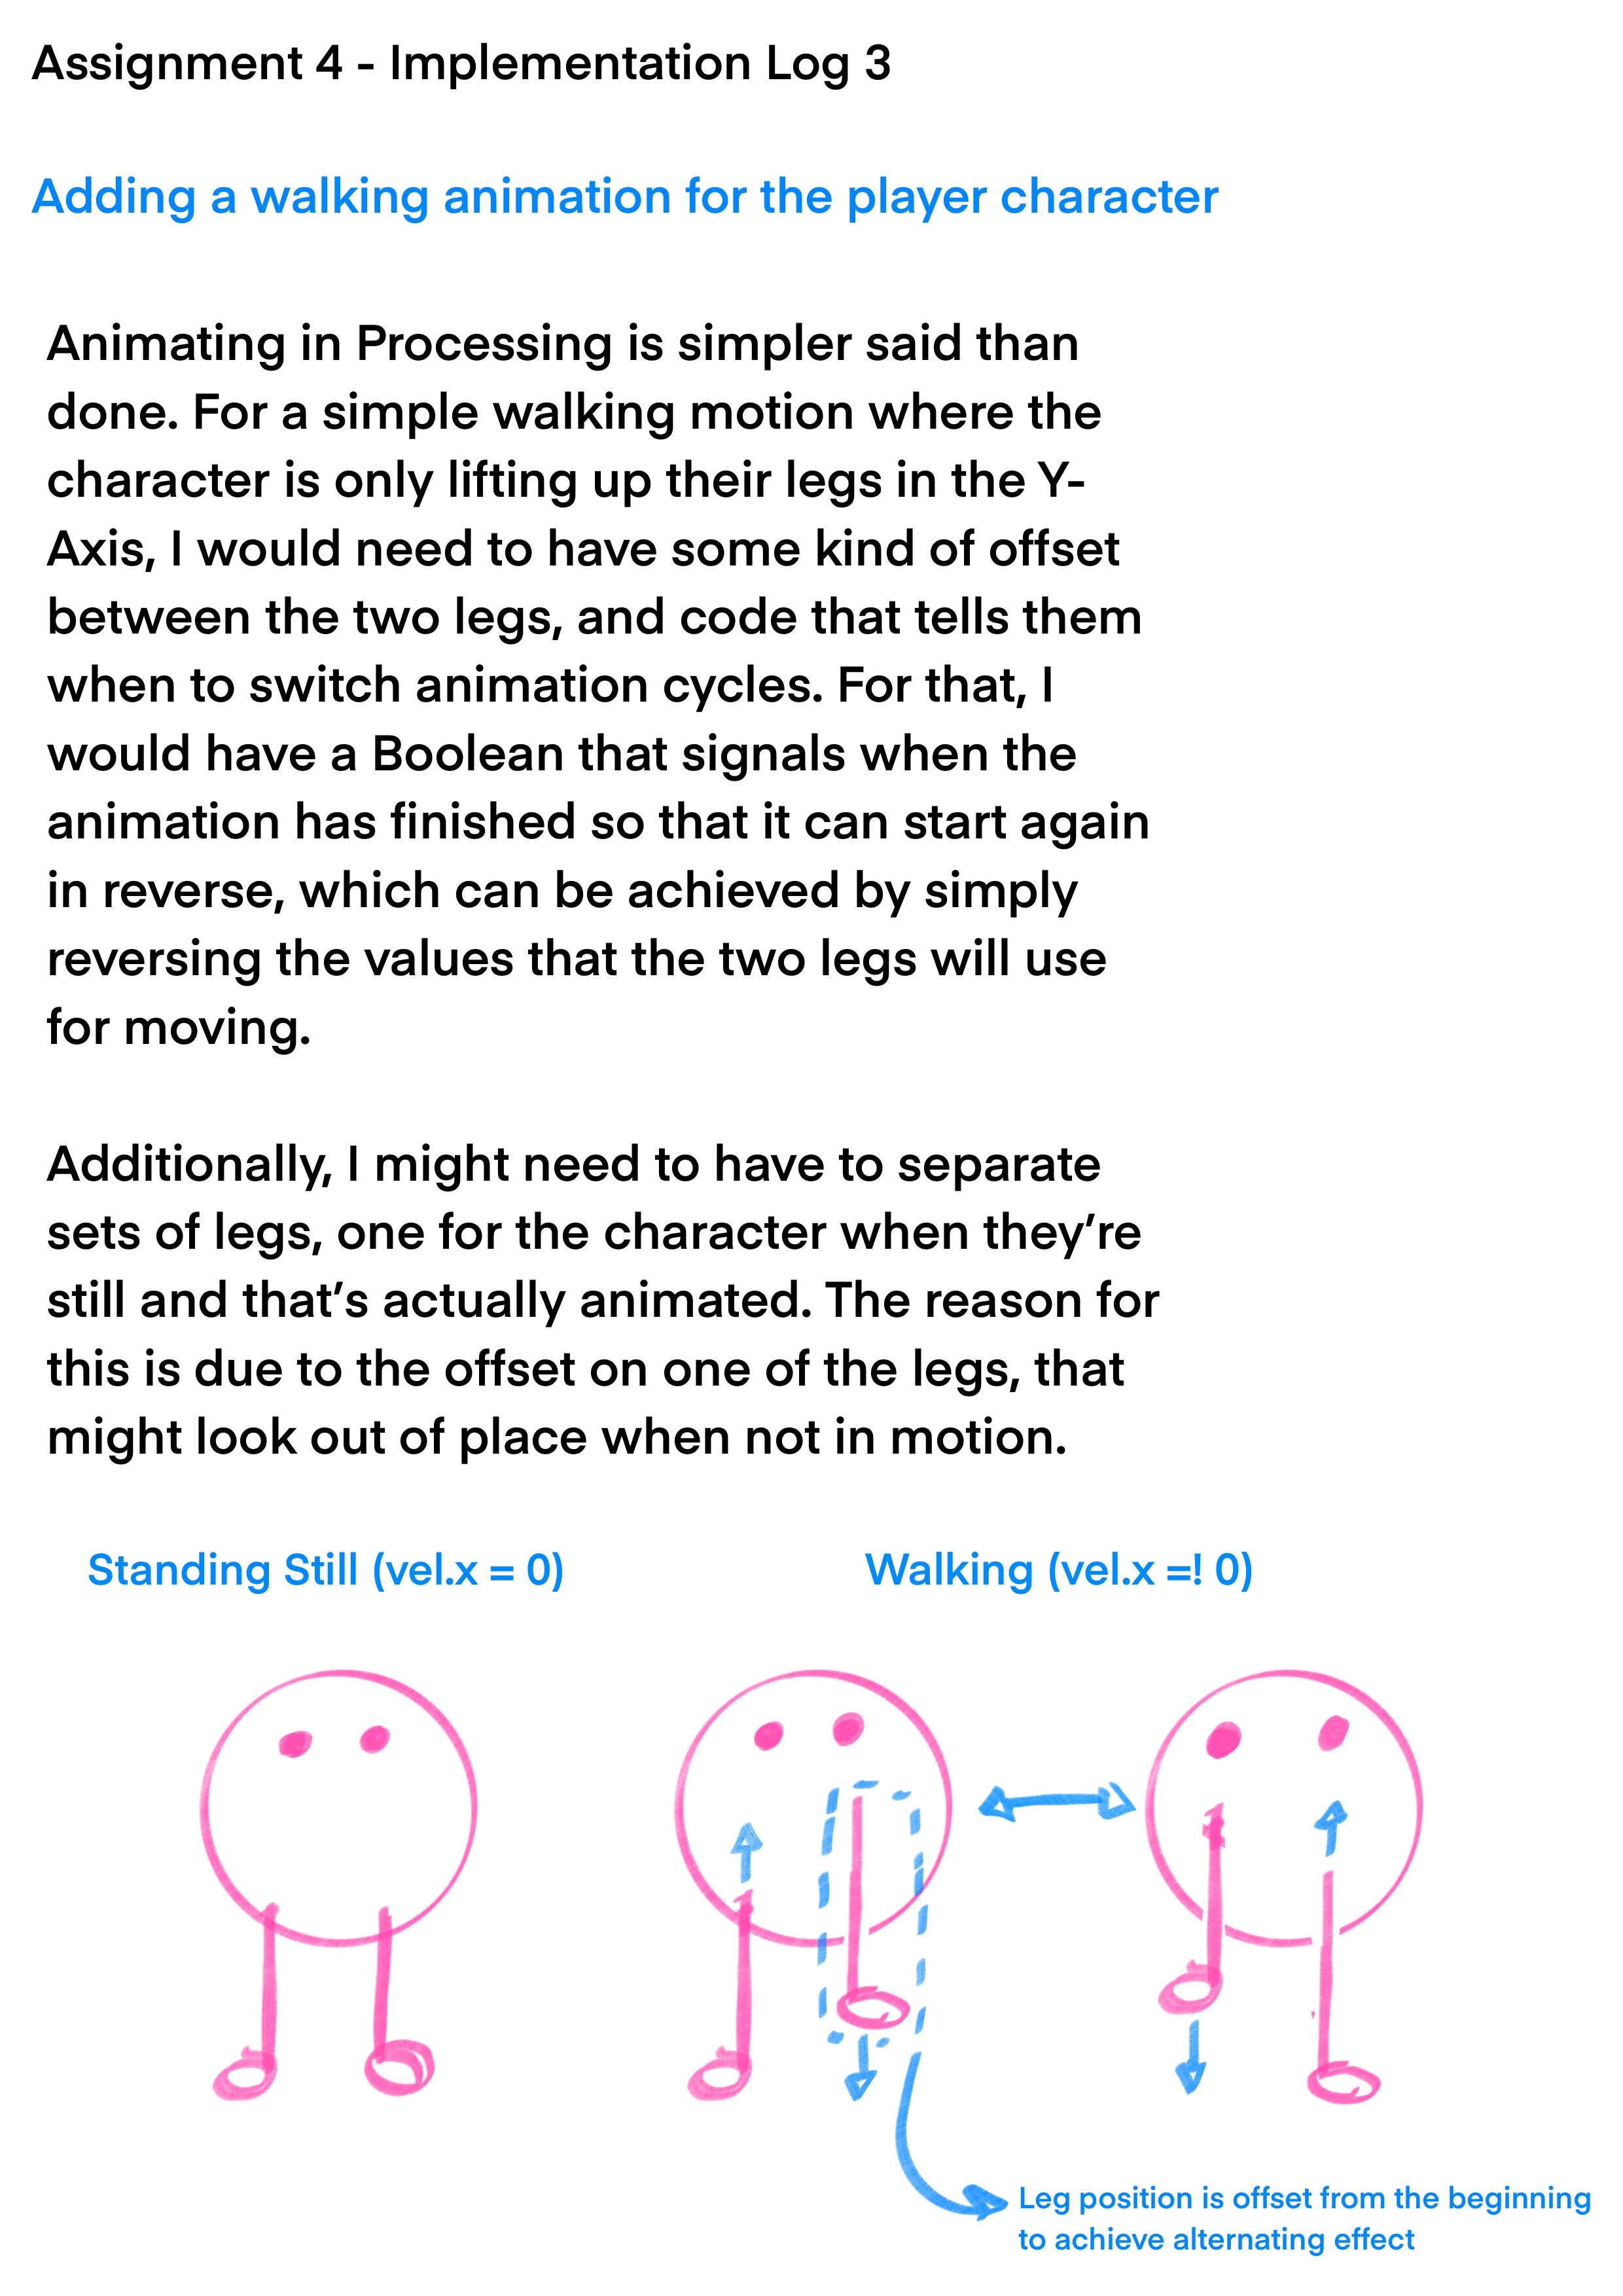 Assignment 4 - Implementation Log 3
Adding a walking animation for the player character
Animating in Processing is simpler said than
done. For a simple walking motion where the
character is only lifting up their legs in the Y-
Axis, I would need to have some kind of offset
between the two legs, and code that tells them
when to switch animation cycles. For that, I
would have a Boolean that signals when the
animation has finished so that it can start again
in reverse, which can be achieved by simply
reversing the values that the two legs will use
for moving.
Additionally, I might need to have to separate
sets of legs, one for the character when they’re
still and that’s actually animated. The reason for
this is due to the offset on one of the legs, that
might look out of place when not in motion.
Standing Still (vel.x = 0)
Walking (vel.x =! 0)
Leg position is offset from the beginning
to achieve alternating effect